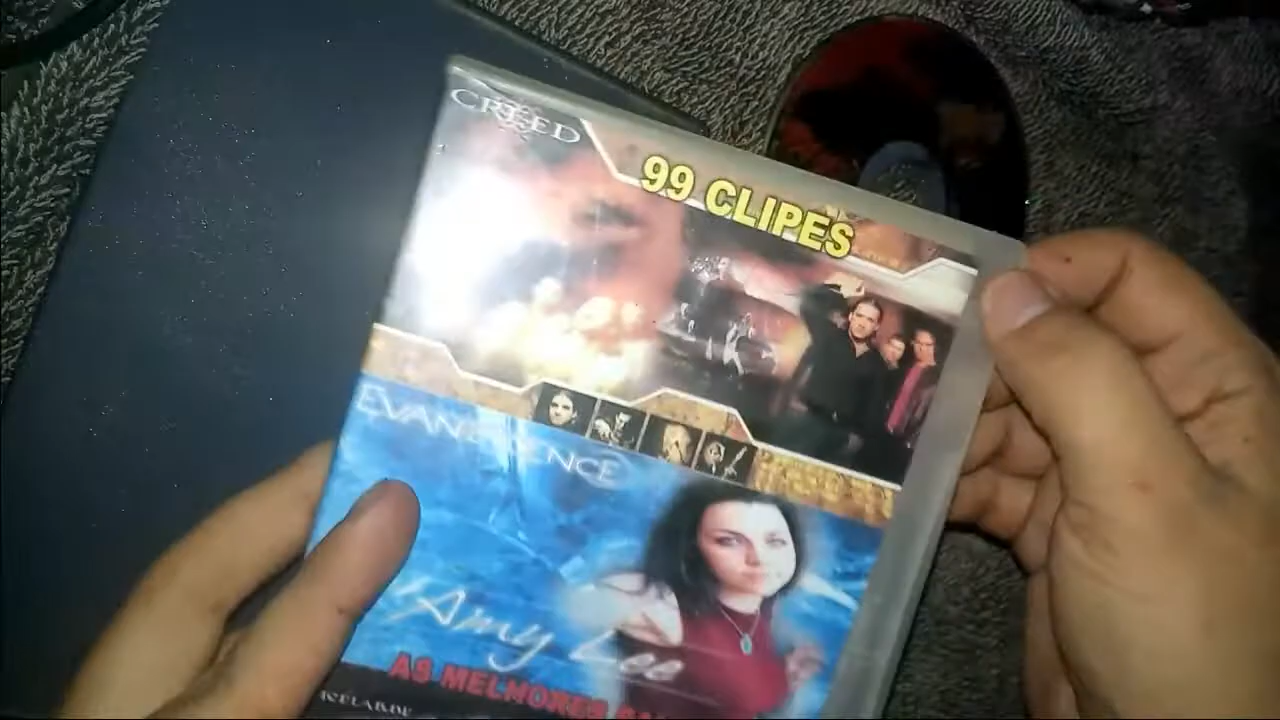 CREED
99 CLIPES
EVANESCENCE
Amy Lee
AS MELHORES